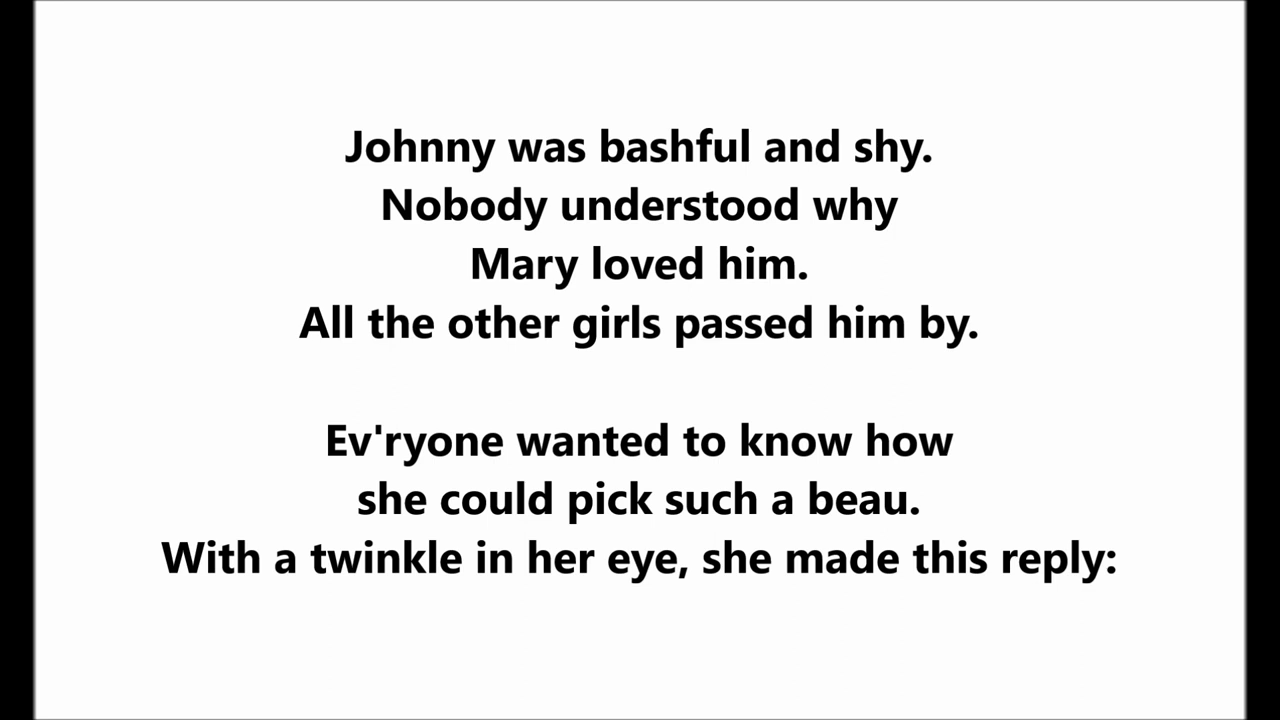 Johnny was bashful and shy.
Nobody understood why
Mary loved him.
All the other girls passed him by.
Ev'ryone wanted to know how
she could pick such a beau.
With a twinkle in her eye, she made this reply: